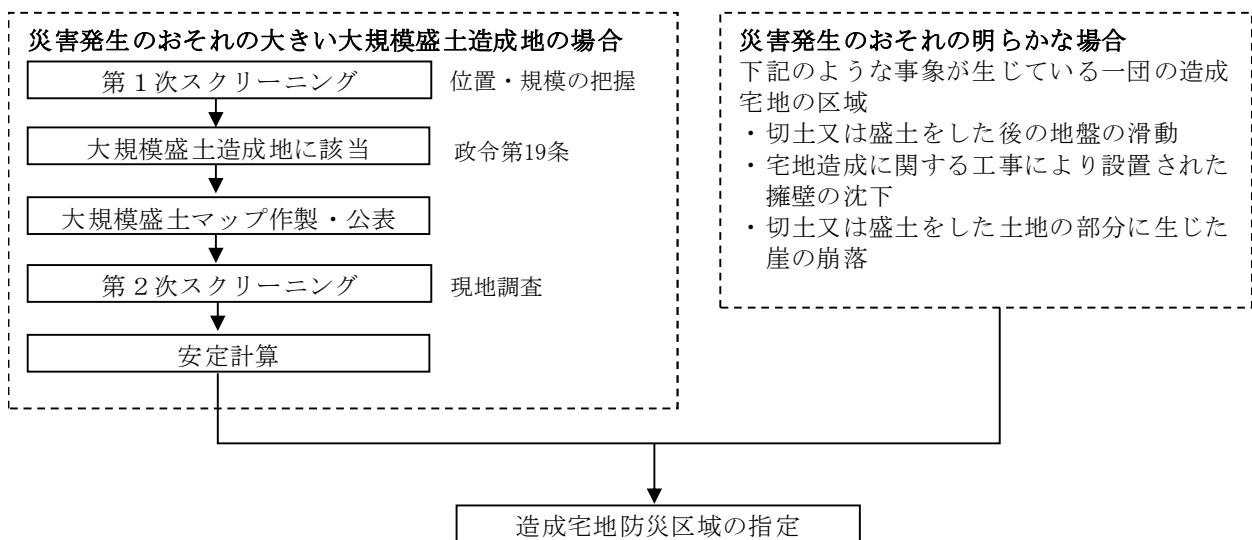 災害発生のおそれの大きい大規模盛土造成地の場合
第１次スクリーニング
位置・規模の把握
大規模盛土造成地に該当
政令第19条
大規模盛土マップ作製・公表
第２次スクリーニング
現地調査
安定計算
災害発生のおそれの明らかな場合
下記のような事象が生じている一団の造成
宅地の区域
・切土又は盛土をした後の地盤の滑動
・宅地造成に関する工事により設置された
擁壁の沈下
・切土又は盛土をした土地の部分に生じた
崖の崩落
造成宅地防災区域の指定